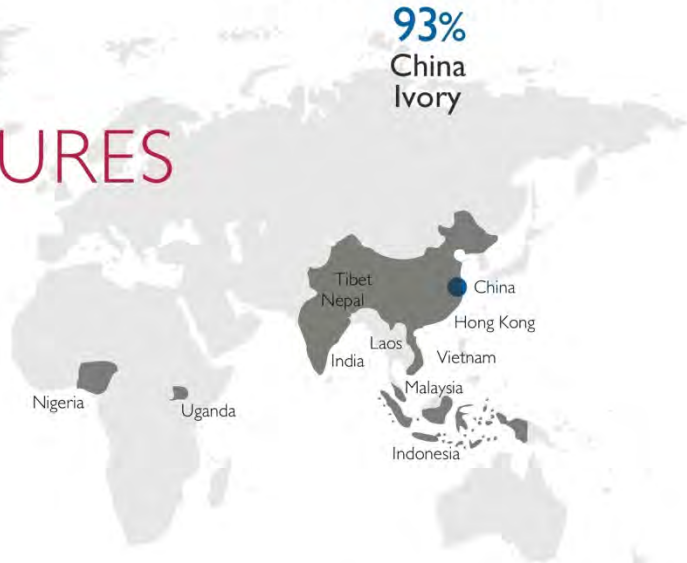 93%
China
Ivory
URES
Tibet
Nepal
China
Hong Kong
Laos
India
Vietnam
Malaysia
Nigeria
Uganda
Indonesia